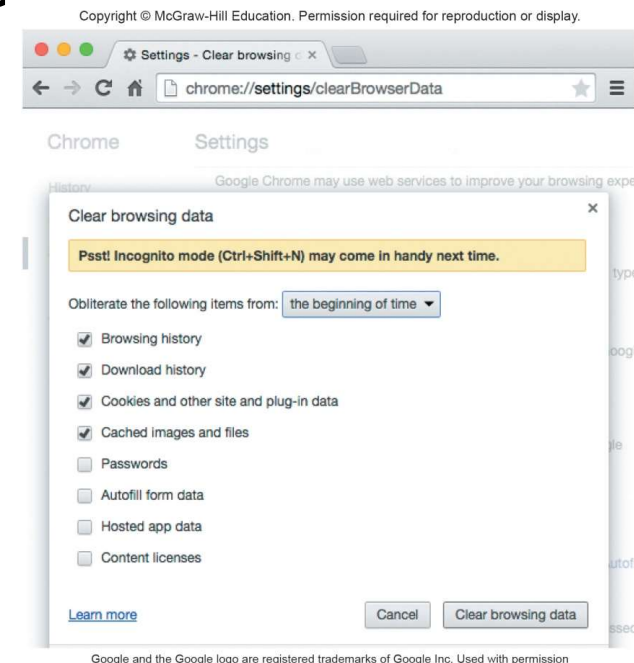 Copyright © McGraw-Hill Education. Permission required for reproduction or display.
Settings - Clear browsing
chrome://settings/clearBrowserData
Chrome
Settings
History
Google Chrome may use web services to improve your browsing expe
Clear browsing data
Psst! Incognito mode (Ctrl+Shift+N) may come in handy next time.
type
Obliterate the following items from: the beginning of time
Browsing history
oog
Download history
Cookies and other site and plug-in data
Cached images and files
gle
Passwords
Autofill form data
Hosted app data
Content licenses
utof
Learn more
Cancel
Clear browsing data
ssed
Google and the Google logo are registered trademarks of Google Inc. Used with permission